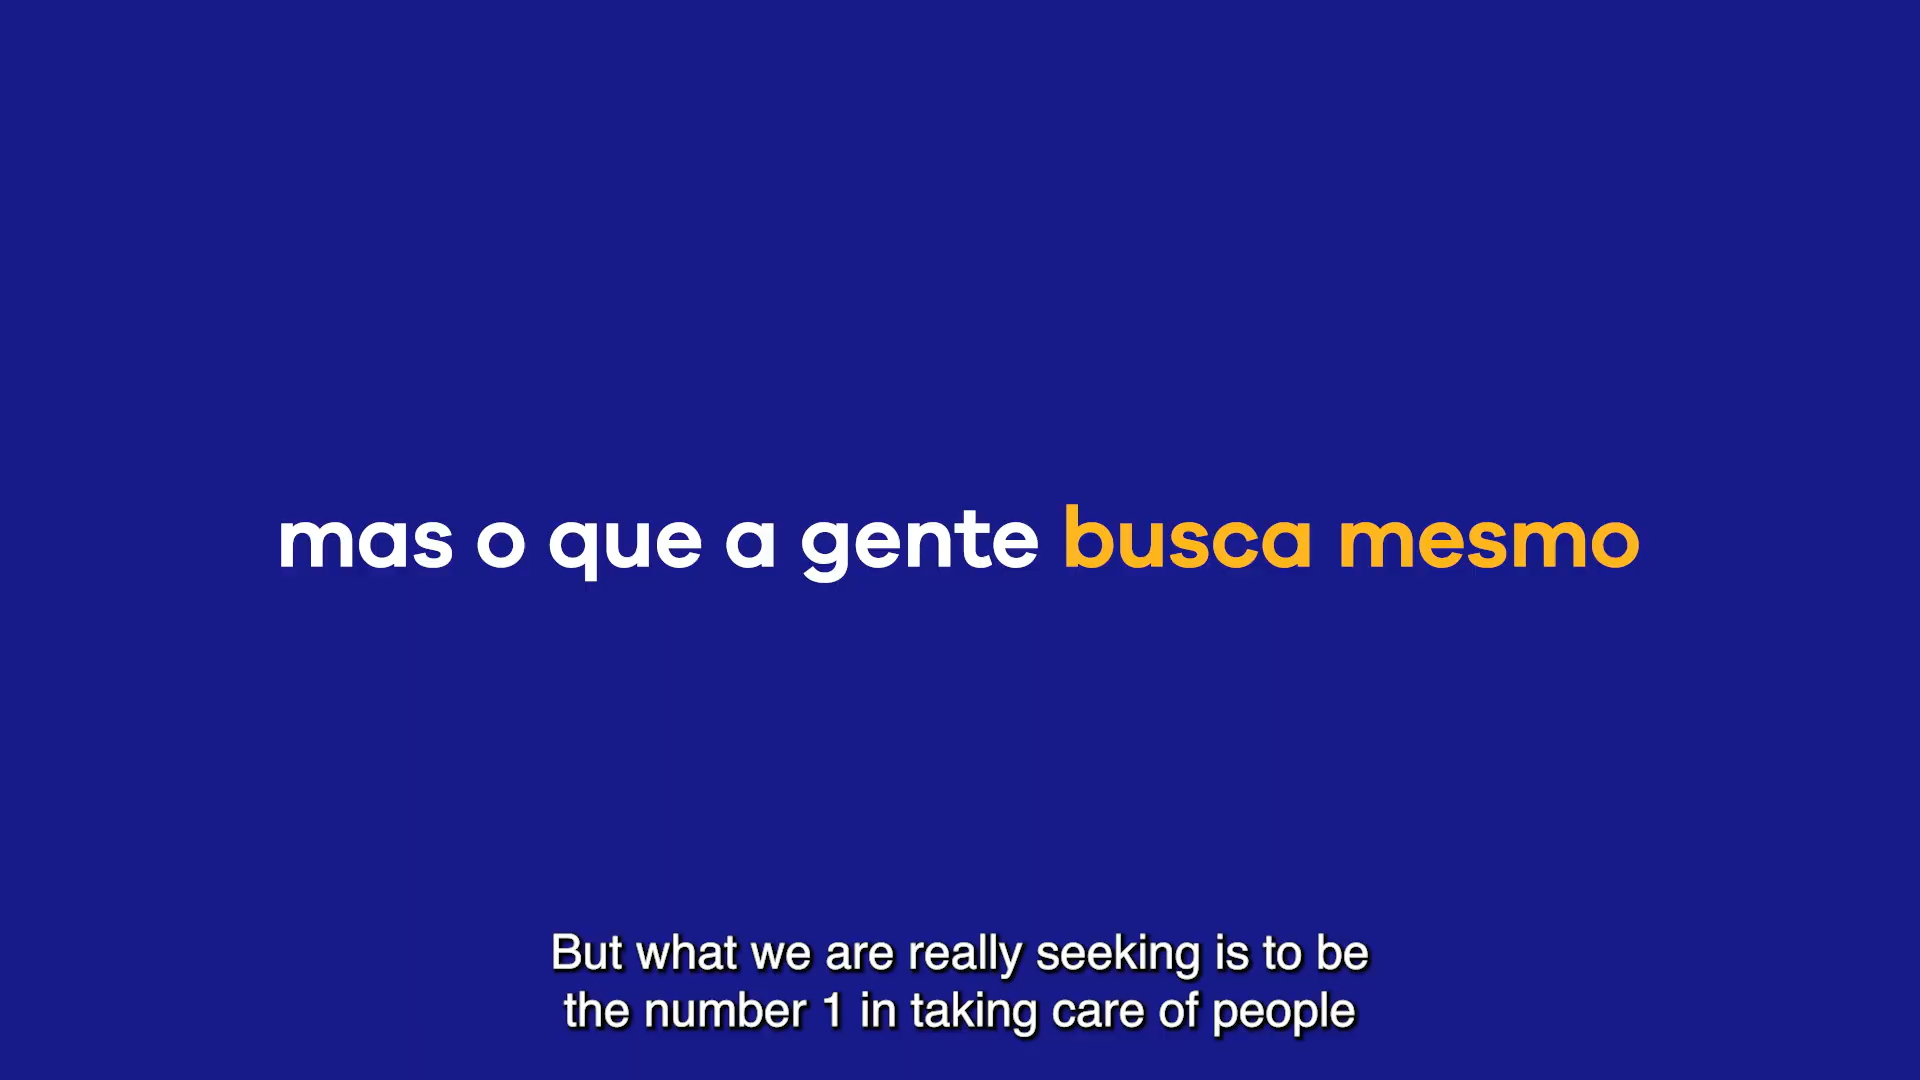 mas o que a gente busca mesmo
But what we are really seeking is to be
the number 1 in taking care of people